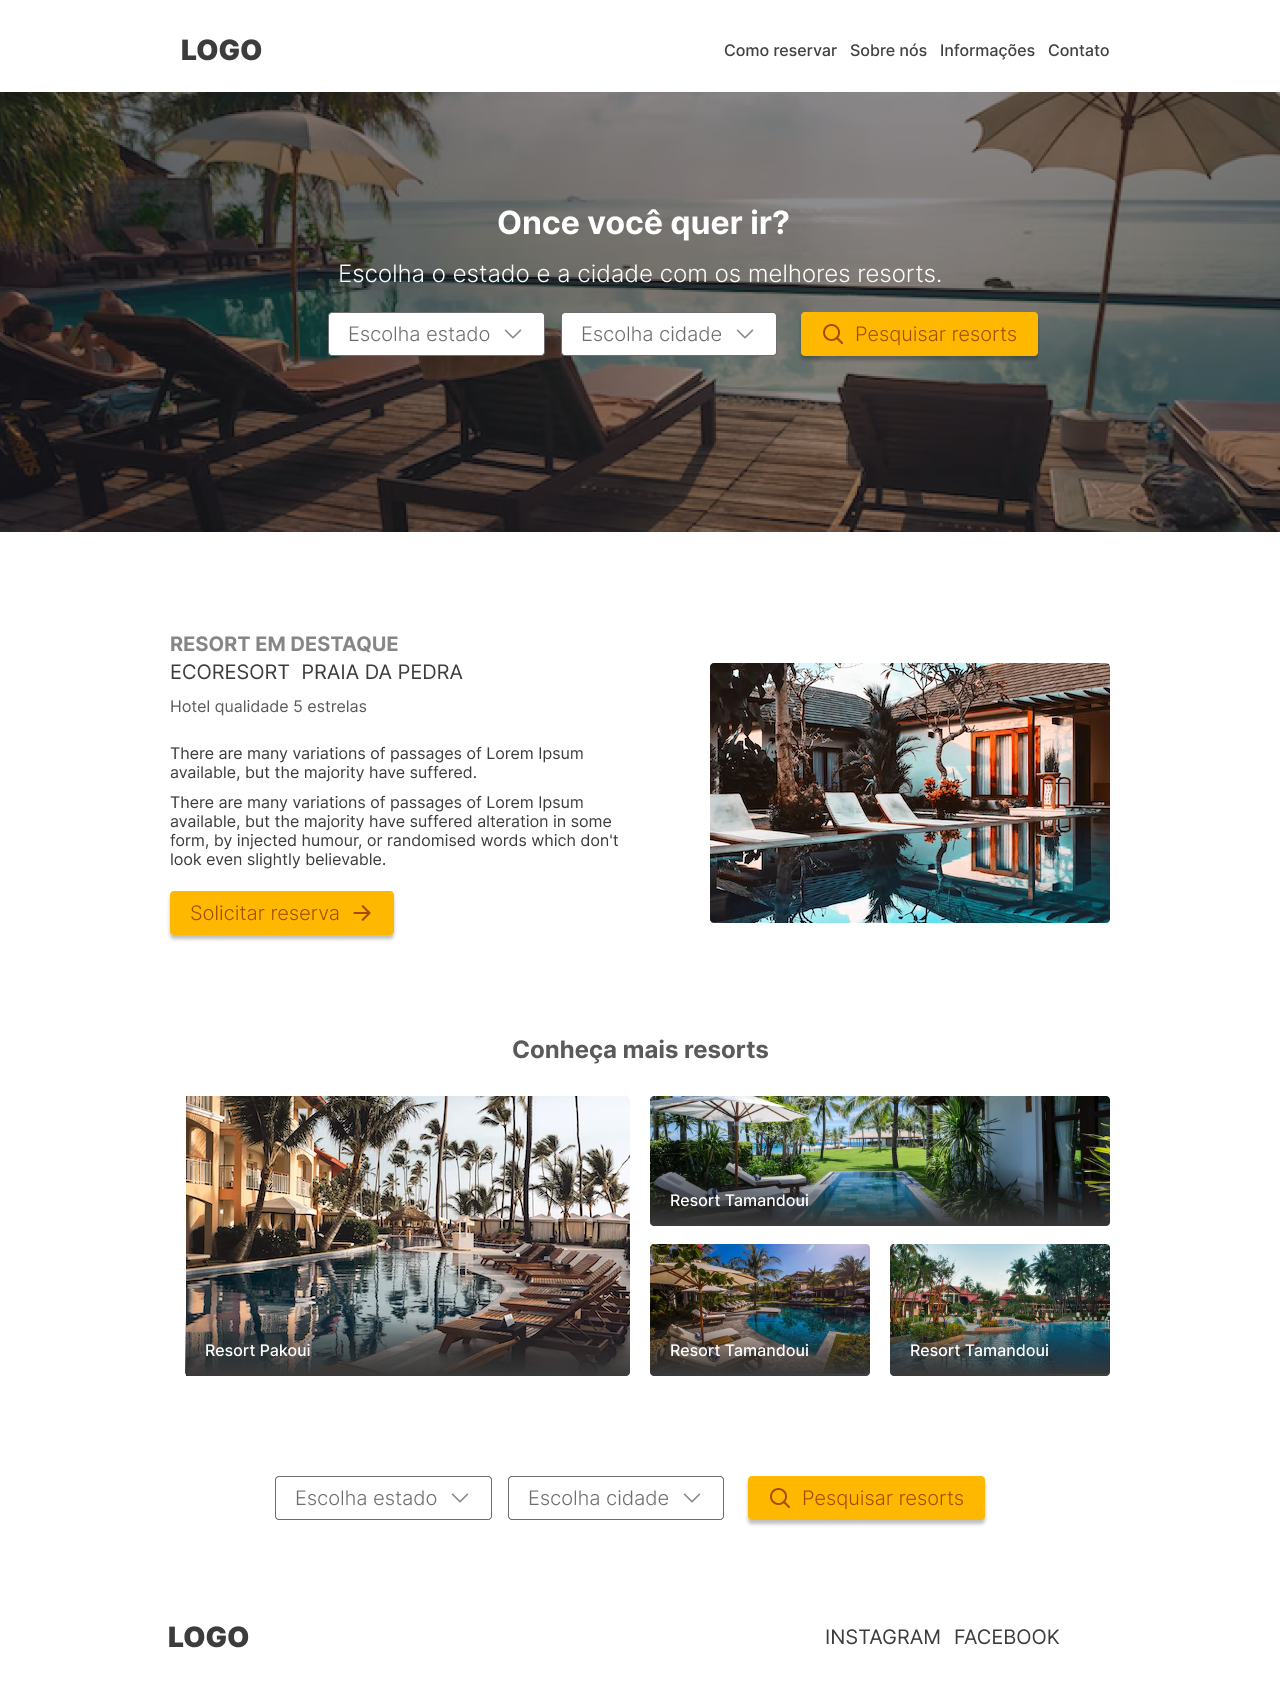 LOGO
Como reservar Sobre nós Informações Contato
Once você quer ir?
Escolha o estado e a cidade com os melhores resorts.
Escolha estado
Escolha cidade
Pesquisar resorts
RESORT EM DESTAQUE
ECORESORT PRAIA DA PEDRA
Hotel qualidade 5 estrelas
There are many variations of passages of Lorem Ipsum
available, but the majority have suffered.
There are many variations of passages of Lorem Ipsum
available, but the majority have suffered alteration in some
form, by injected humour, or randomised words which don't
look even slightly believable.
Solicitar reserva
Conheça mais resorts
Resort Pakoui
Resort Tamandoui
Resort Tamandoui
Resort Tamandoui
Escolha estado
Escolha cidade
Pesquisar resorts
LOGO
INSTAGRAM FACEBOOK